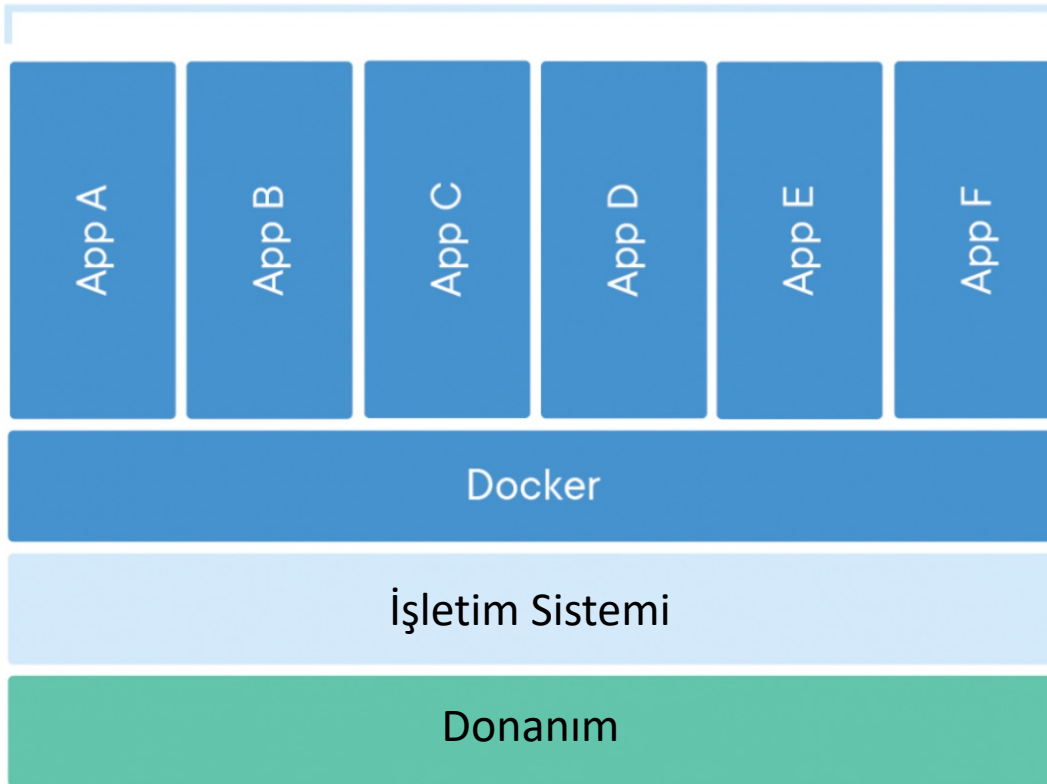 App A
App B
App C
App D
App E
App F
Docker
İşletim Sistemi
Donanım